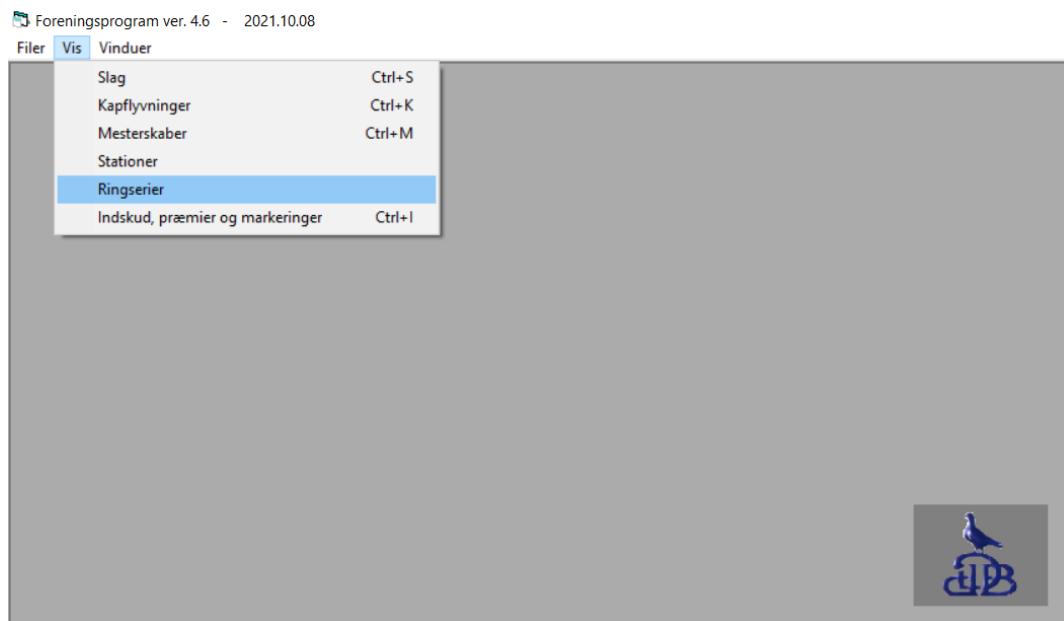 Foreningsprogram ver. 4.6 - 2021.10.08
Filer Vis Vinduer
Slag Ctrl+S
Kapflyvninger Ctrl+K
Mesterskaber Ctrl+M
Stationer
Ringserier
Indskud, præmier og markeringer Ctrl+I